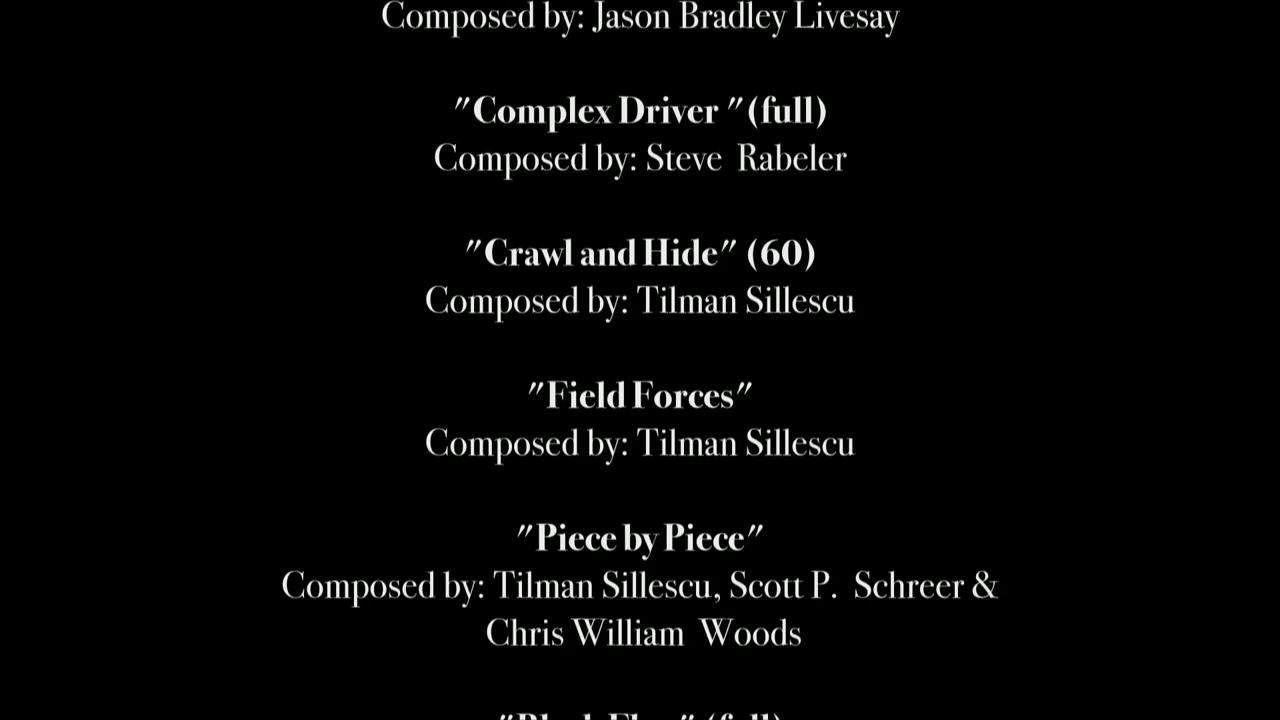 Composed by: Jason Bradley Livesay
"Complex Driver "(full)
Composed by: Steve  Rabeler
"Crawl and Hide" (60)
Composed by: Tilman Sillescu
"Field Forces"
Composed by: Tilman Sillescu
"Piece by Piece"
Composed by: Tilman Sillescu, Scott P.  Schreer &
Chris William  Woods
(full)